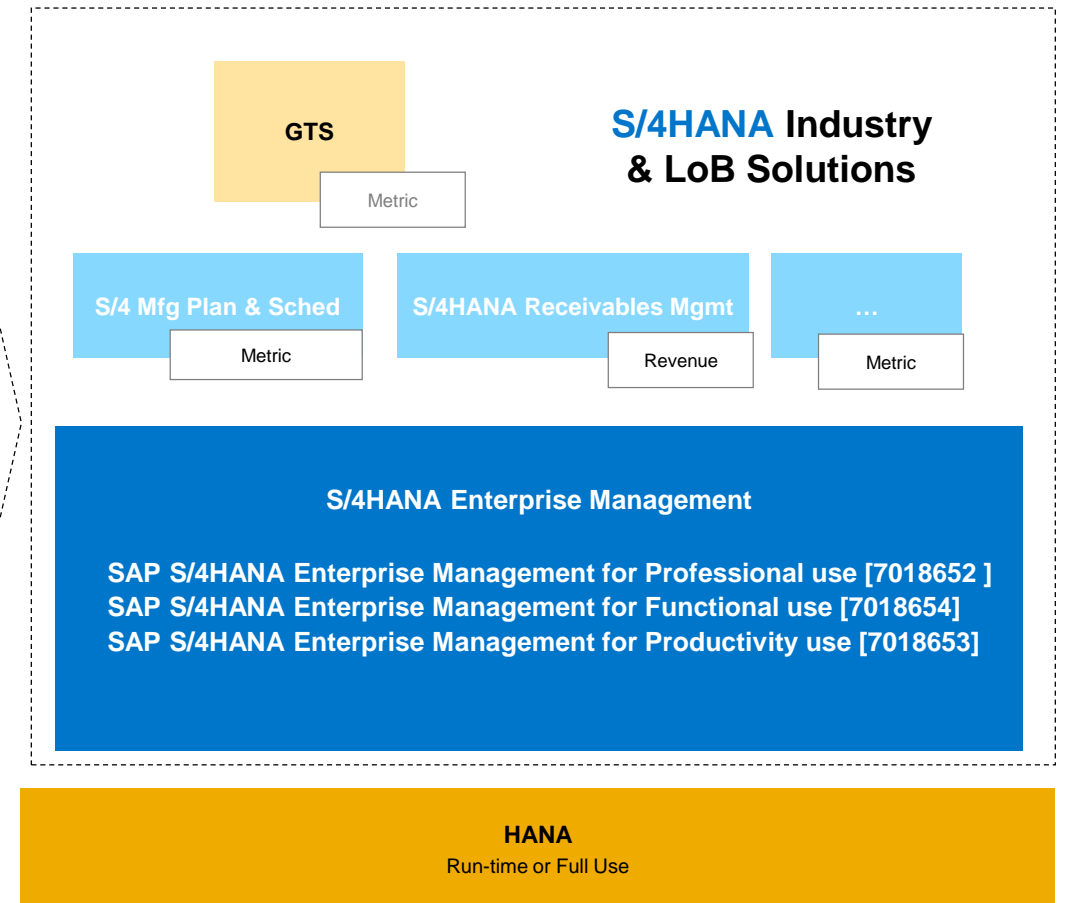 GTS
Metric
S/4HANA Industry
& LoB Solutions
S/4 Mfg Plan & Sched
Metric
S/4HANA Receivables Mgmt
Revenue
…
Metric
S/4HANA Enterprise Management
SAP S/4HANA Enterprise Management for Professional use [7018652 ]
SAP S/4HANA Enterprise Management for Functional use [7018654]
SAP S/4HANA Enterprise Management for Productivity use [7018653]
HANA
Run-time or Full Use